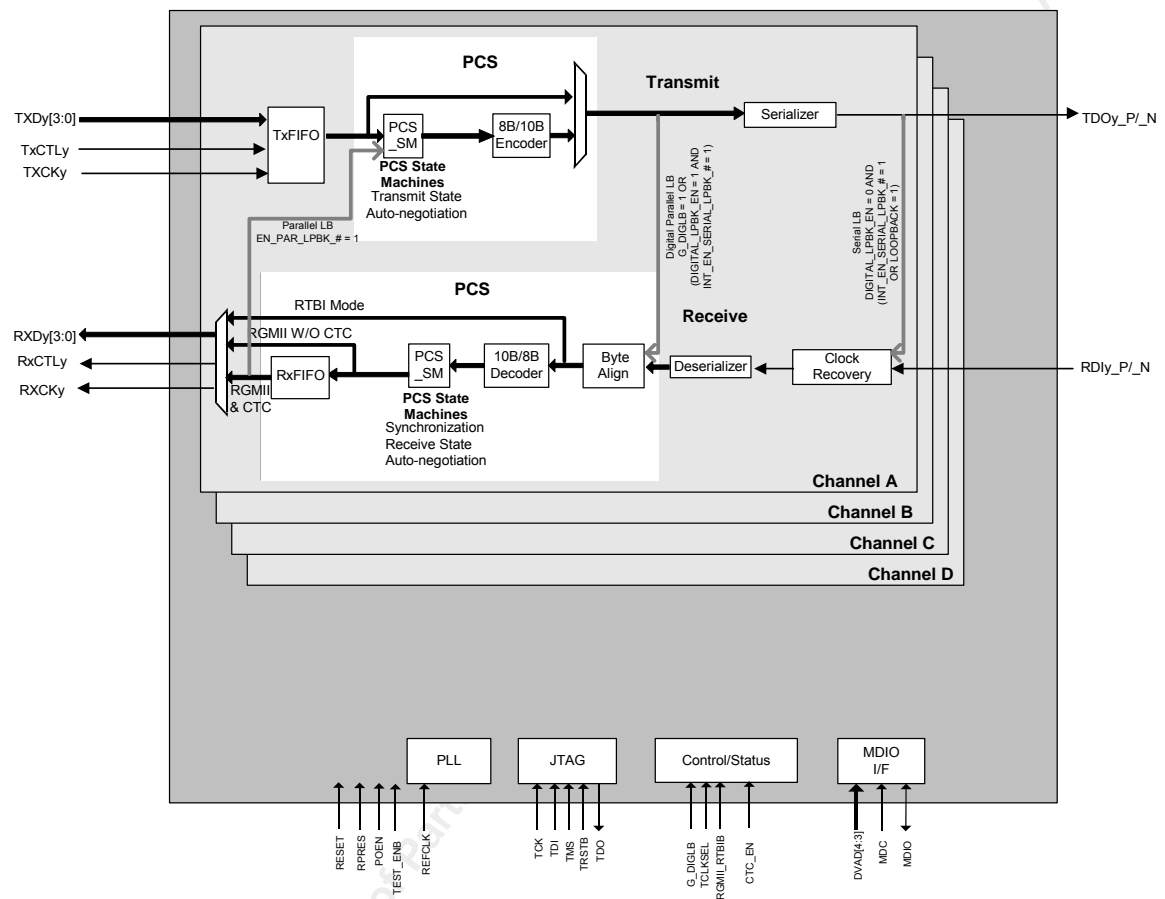 PCS
Transmit
TXDy[3:0]
TxCTLy
TXCKy
TxFIFO
PCS
_SM
8B/10B
Encoder
Serializer
TDOy_P/_N
PCS State
Machines
Transmit State
Auto-negotiation
Parallel LB
EN_PAR_LPBK_# = 1
Digital Parallel LB
G_DIGLB = 1 OR
(DIGITAL_LPBK_EN = 1 AND
INT_EN_SERIAL_LPBK_# = 1)
Serial LB
DIGITAL_LPBK_EN = 0 AND
(INT_EN_SERIAL_LPBK_# = 1
OR LOOPBACK = 1)
PCS
RTBI Mode
Receive
RXDy[3:0]
RxCTLy
RXCKy
RGMII W/O CTC
RGMII
& CTC
RxFIFO
PCS
_SM
10B/8B
Decoder
Byte
Align
Deserializer
Clock
Recovery
RDIy_P/_N
PCS State
Machines
Synchronization
Receive State
Auto-negotiation
Channel A
Channel B
Channel C
Channel D
PLL
JTAG
Control/Status
MDIO
I/F
RESET
RPRES
POEN
TEST_ENB
REFCLK
TCK
TDI
TMS
TRSTB
TDO
G_DIGLB
TCLKSEL
RGMII_RTBIB
CTC_EN
DVAD[4:3]
MDC
MDIO
of Par